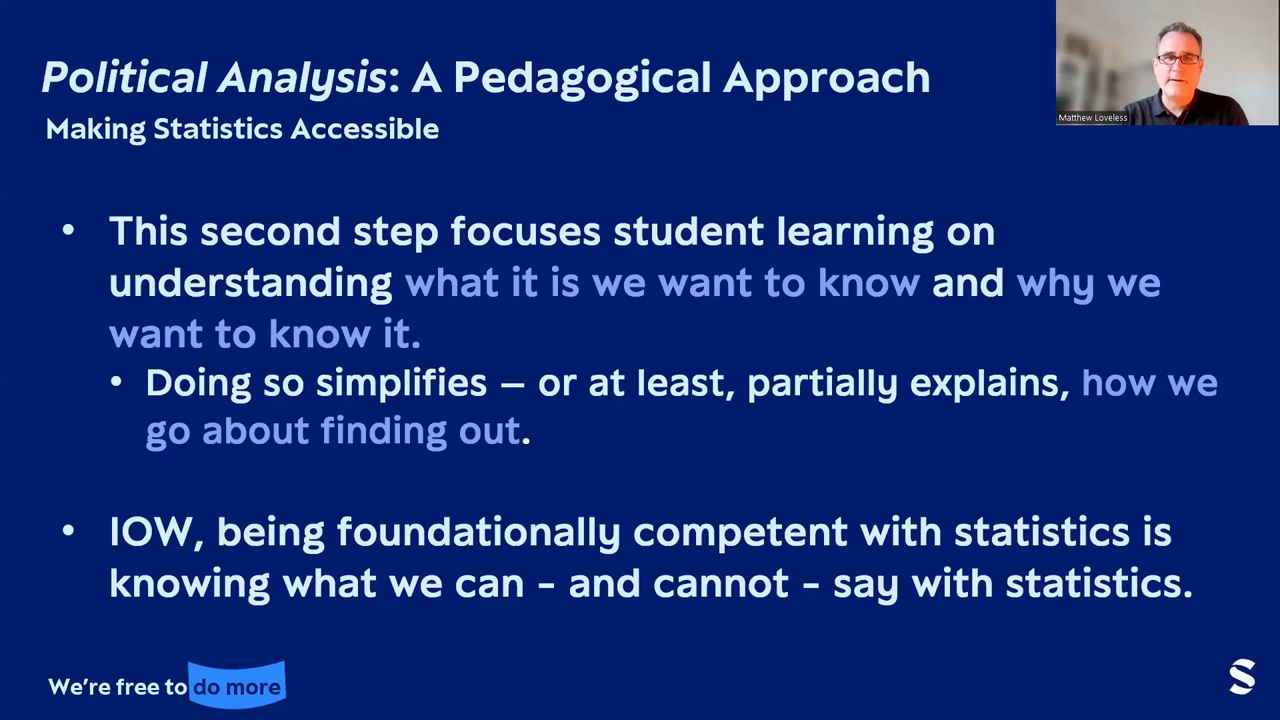 Political Analysis: A Pedagogical Approach
Making Statistics Accessible
Matthew Loveless
• This second step focuses student learning on
understanding what it is we want to know and why we
want to know it.
• Doing so simplifies – or at least, partially explains, how we
go about finding out.
• IOW, being foundationally competent with statistics is
knowing what we can - and cannot - say with statistics.
We're free to do more
S